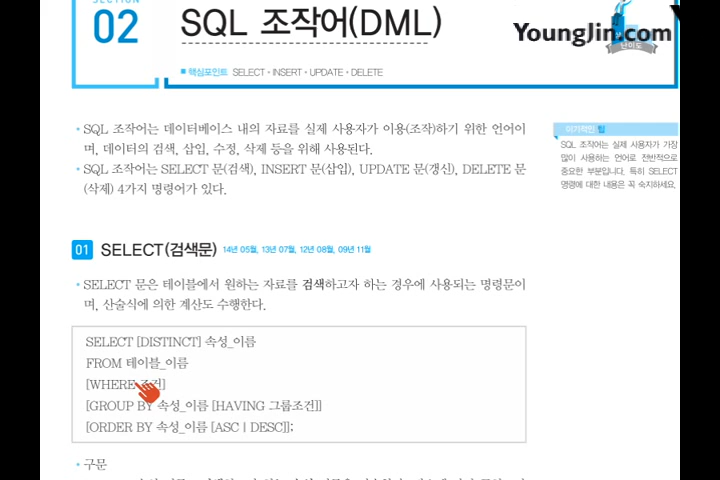 SECTION
02
SQL 조작어(DML)
YoungJin.com
난이도
■ 핵심포인트 SELECT • INSERT • UPDATE • DELETE
• SQL 조작어는 데이터베이스 내의 자료를 실제 사용자가 이용(조작)하기 위한 언어이
며, 데이터의 검색, 삽입, 수정, 삭제 등을 위해 사용된다.
• SQL 조작어는 SELECT 문(검색), INSERT 문(삽입), UPDATE 문(갱신), DELETE 문
(삭제) 4가지 명령어가 있다.
이기적인 팁
SQL 조작어는 실제 사용자가 가장
많이 사용하는 언어로 전반적으로
중요한 부분입니다. 특히 SELECT
명령에 대한 내용은 꼭 숙지하세요.
01 SELECT(검색문) 14년 05월, 13년 07월, 12년 08월, 09년 11월
• SELECT 문은 테이블에서 원하는 자료를 검색하고자 하는 경우에 사용되는 명령문이
며, 산술식에 의한 계산도 수행한다.
SELECT [DISTINCT] 속성_이름
FROM 테이블_이름
[WHERE 조건]
[GROUP BY 속성_이름 [HAVING 그룹조건]]
[ORDER BY 속성_이름 [ASC | DESC]];
• 구문